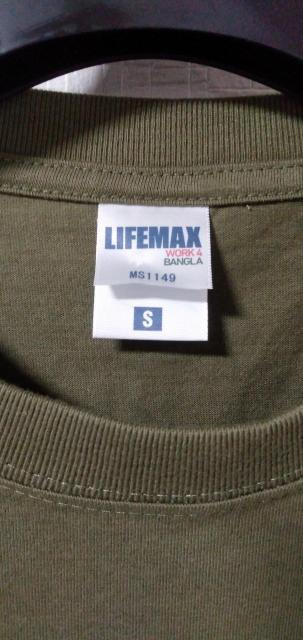 LIFEMAX
WORK 4
BANGLA
MS1149
S